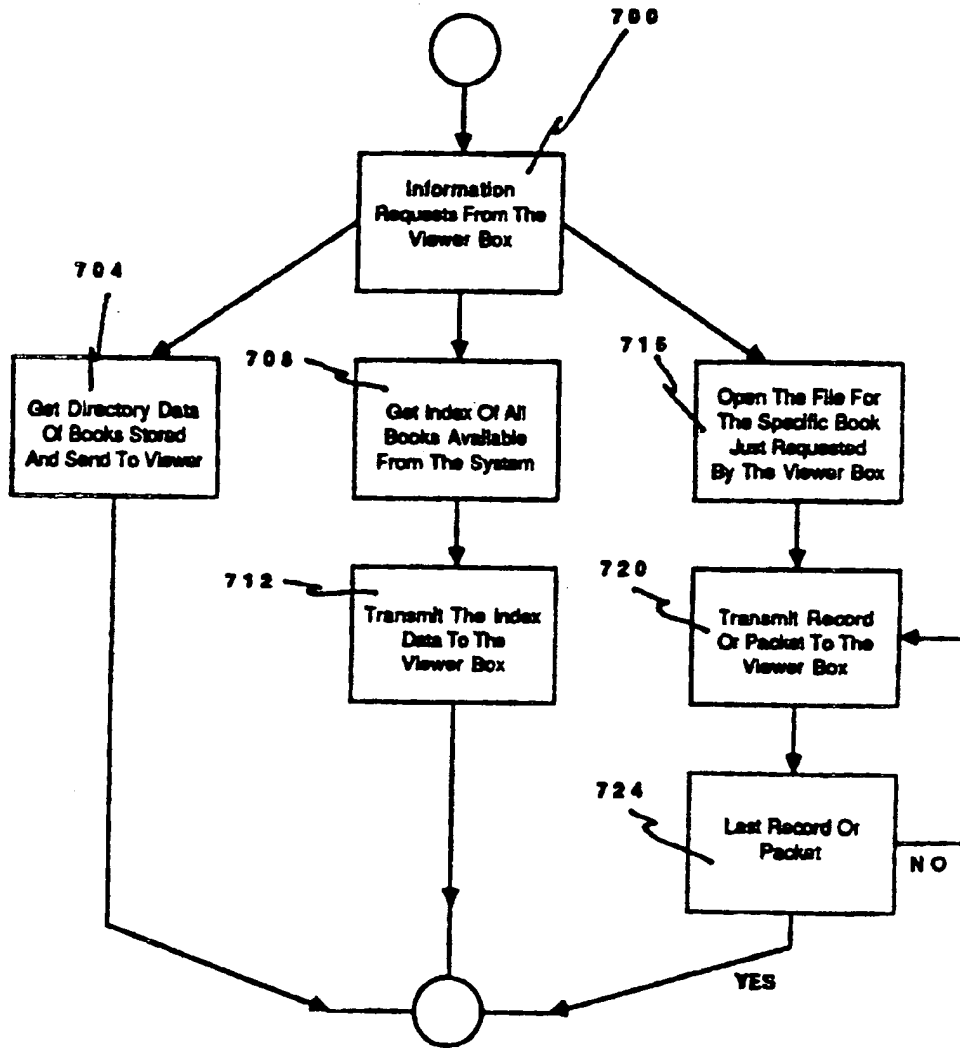 700
Information
Requests From The
Viewer Box
704
Get Directory Data
Of Books Stored
And Send To Viewer
708
Get Index Of All
Books Available
From The System
715
Open The File For
The Specific Book
Just Requested
By The Viewer Box
712
Transmit The Index
Data To The
Viewer Box
720
Transmit Record
Or Packet To The
Viewer Box
724
Last Record Or
Packet
NO
YES